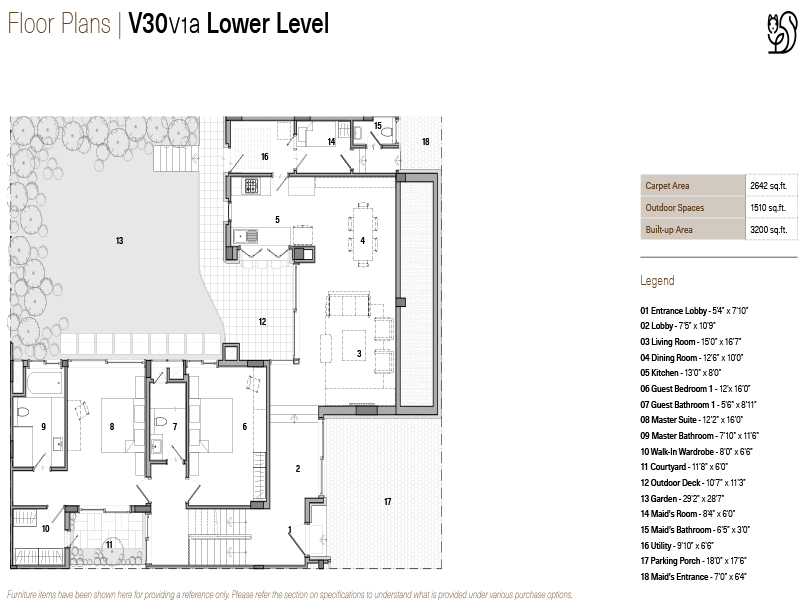 Floor Plans | V30V1a Lower Level
15
14
18
16
5
4
13
12
3
9
8
7
6
2
17
10
11
1
Carpet Area 2642 sq.ft.
Outdoor Spaces 1510 sq.ft.
Built-up Area 3200 sq.ft.
Legend
01 Entrance Lobby - 5'4" x 7'10"
02 Lobby - 7'5" x 10'9"
03 Living Room - 15'0" x 16'7"
04 Dining Room - 12'6" x 10'0"
05 Kitchen - 13'0" x 8'0"
06 Guest Bedroom 1 - 12'x 16'0"
07 Guest Bathroom 1 - 5'6" x 8'11"
08 Master Suite - 12'2" x 16'0"
09 Master Bathroom - 7'10" x 11'6"
10 Walk-In Wardrobe - 8'0" x 6'6"
11 Courtyard - 11'8" x 6'0"
12 Outdoor Deck - 10'7" x 11'3"
13 Garden - 29'2" x 28'7"
14 Maid's Room - 8'4" x 6'0"
15 Maid's Bathroom - 6'5" x 3'0"
16 Utility - 9'10" x 6'6"
17 Parking Porch - 18'0" x 17'6"
18 Maid's Entrance - 7'0" x 6'4"
Furniture items have been shown here for providing a reference only. Please refer the section on specifications to understand what is provided under various purchase options.